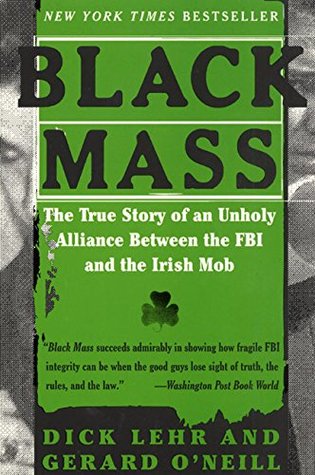 NEW YORK TIMES BESTSELLER
BLACK
MASS
The True Story of an Unholy
Alliance Between the FBI
and the Irish Mob
“Black Mass succeeds admirably in showing how fragile FBI
integrity can be when the good guys lose sight of truth, the
rules, and the law.” —Washington Post Book World
DICK LEHR AND
GERARD O'NEILL